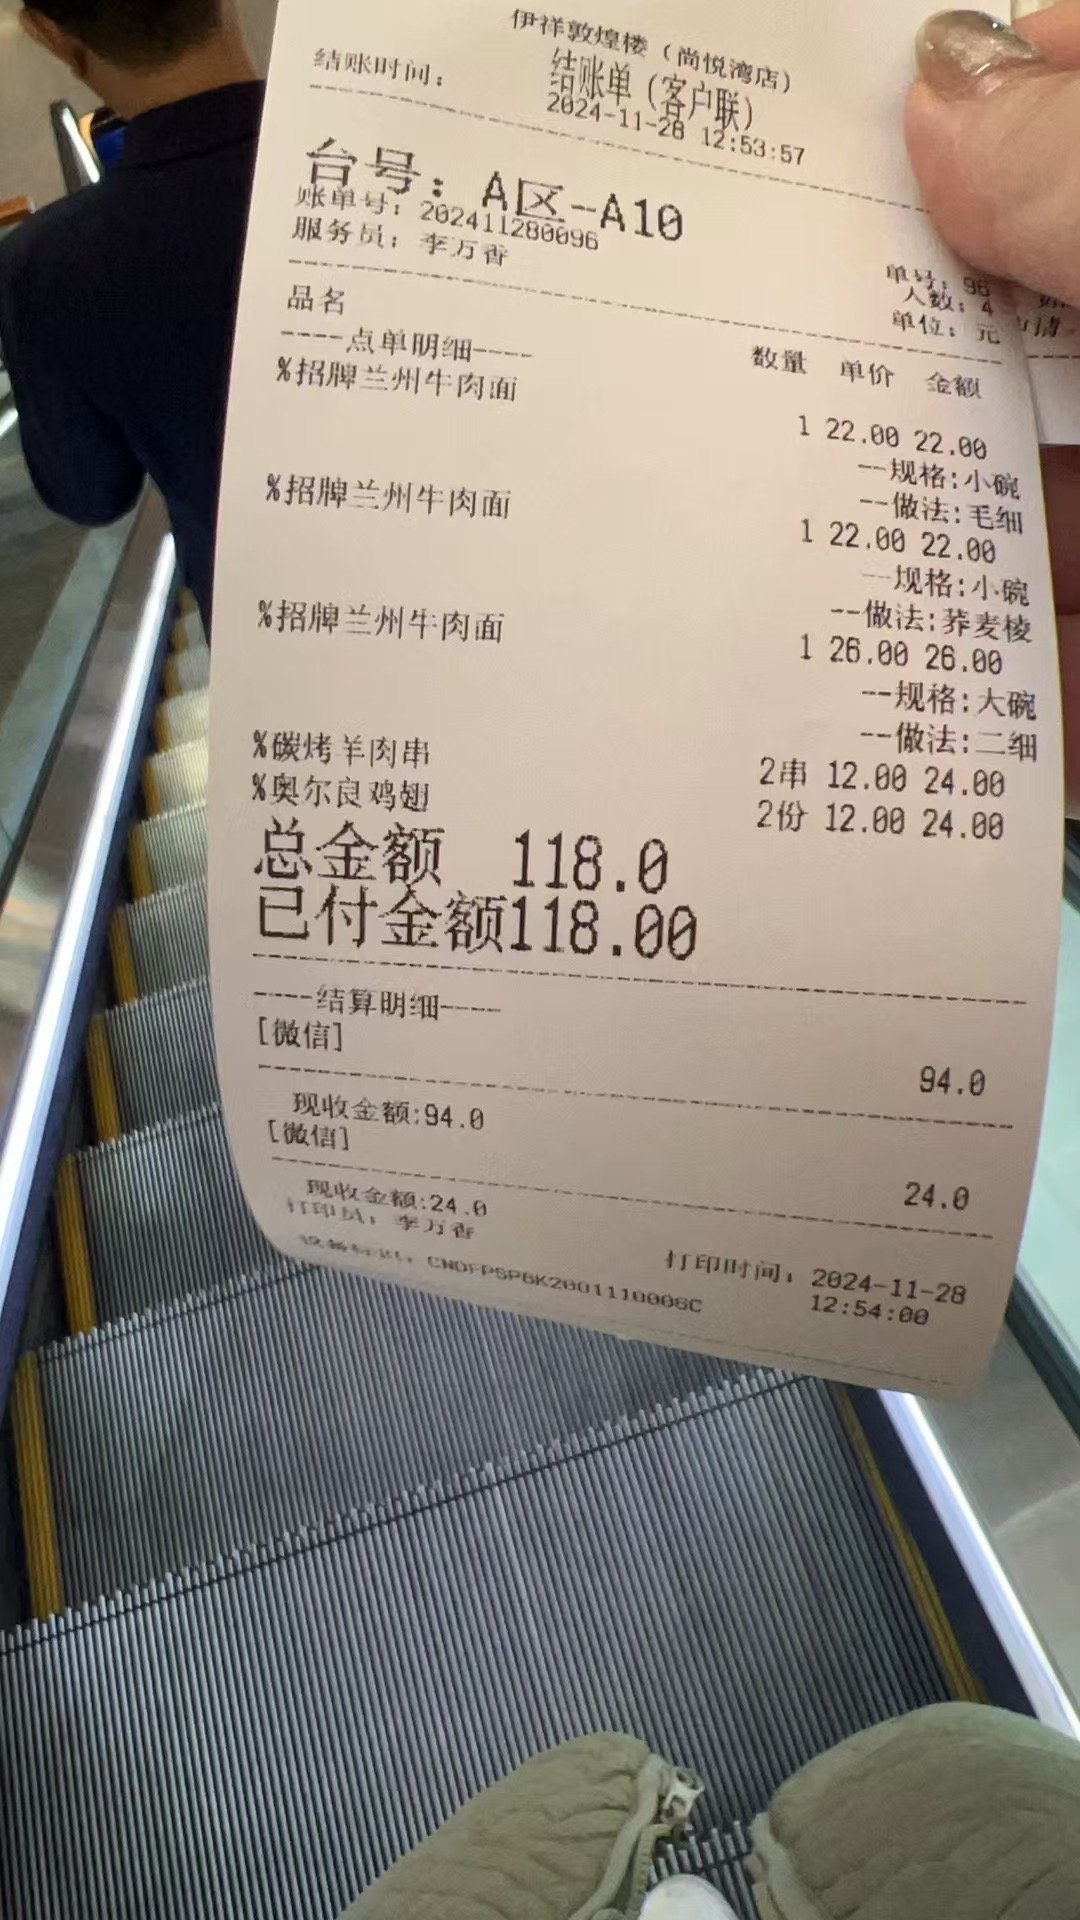 伊祥敦煌楼（尚悦湾店）
结账单（客户联）
结账时间： 2024-11-28 12:53:57
台号：A区-A10
账单号：202411280096 单号：96
服务员：李万香 人数：4
单位：元
品名 数量 单价 金额
----点单明细----
%招牌兰州牛肉面
1 22.00 22.00
--规格:小碗
--做法:毛细
%招牌兰州牛肉面
1 22.00 22.00
--规格:小碗
--做法:荞麦棱
%招牌兰州牛肉面
1 26.00 26.00
--规格:大碗
--做法:二细
%碳烤羊肉串 2串 12.00 24.00
%奥尔良鸡翅 2份 12.00 24.00
总金额 118.0
已付金额118.00
----结算明细----
[微信] 94.0
现收金额:94.0
[微信] 24.0
现收金额:24.0
打印员：李万香 打印时间：2024-11-28
12:54:00